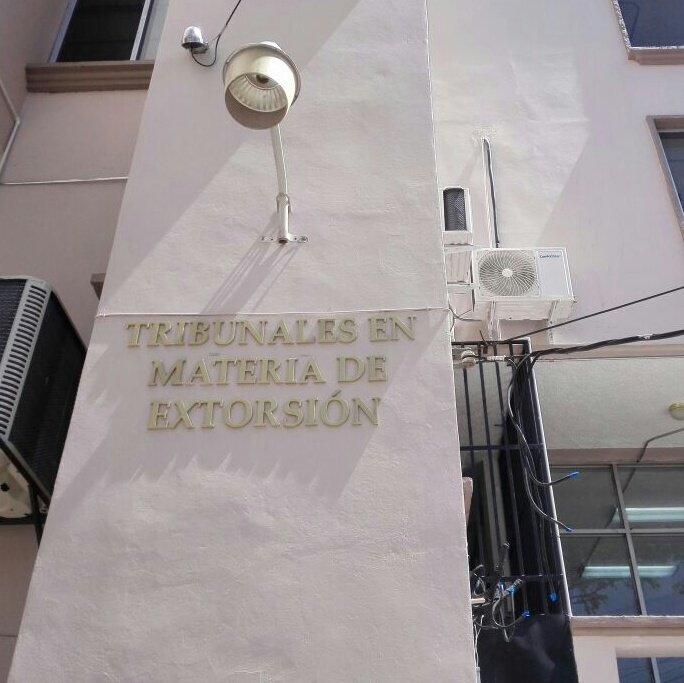 TRIBUNALES EN
MATERIA DE
EXTORSIÓN